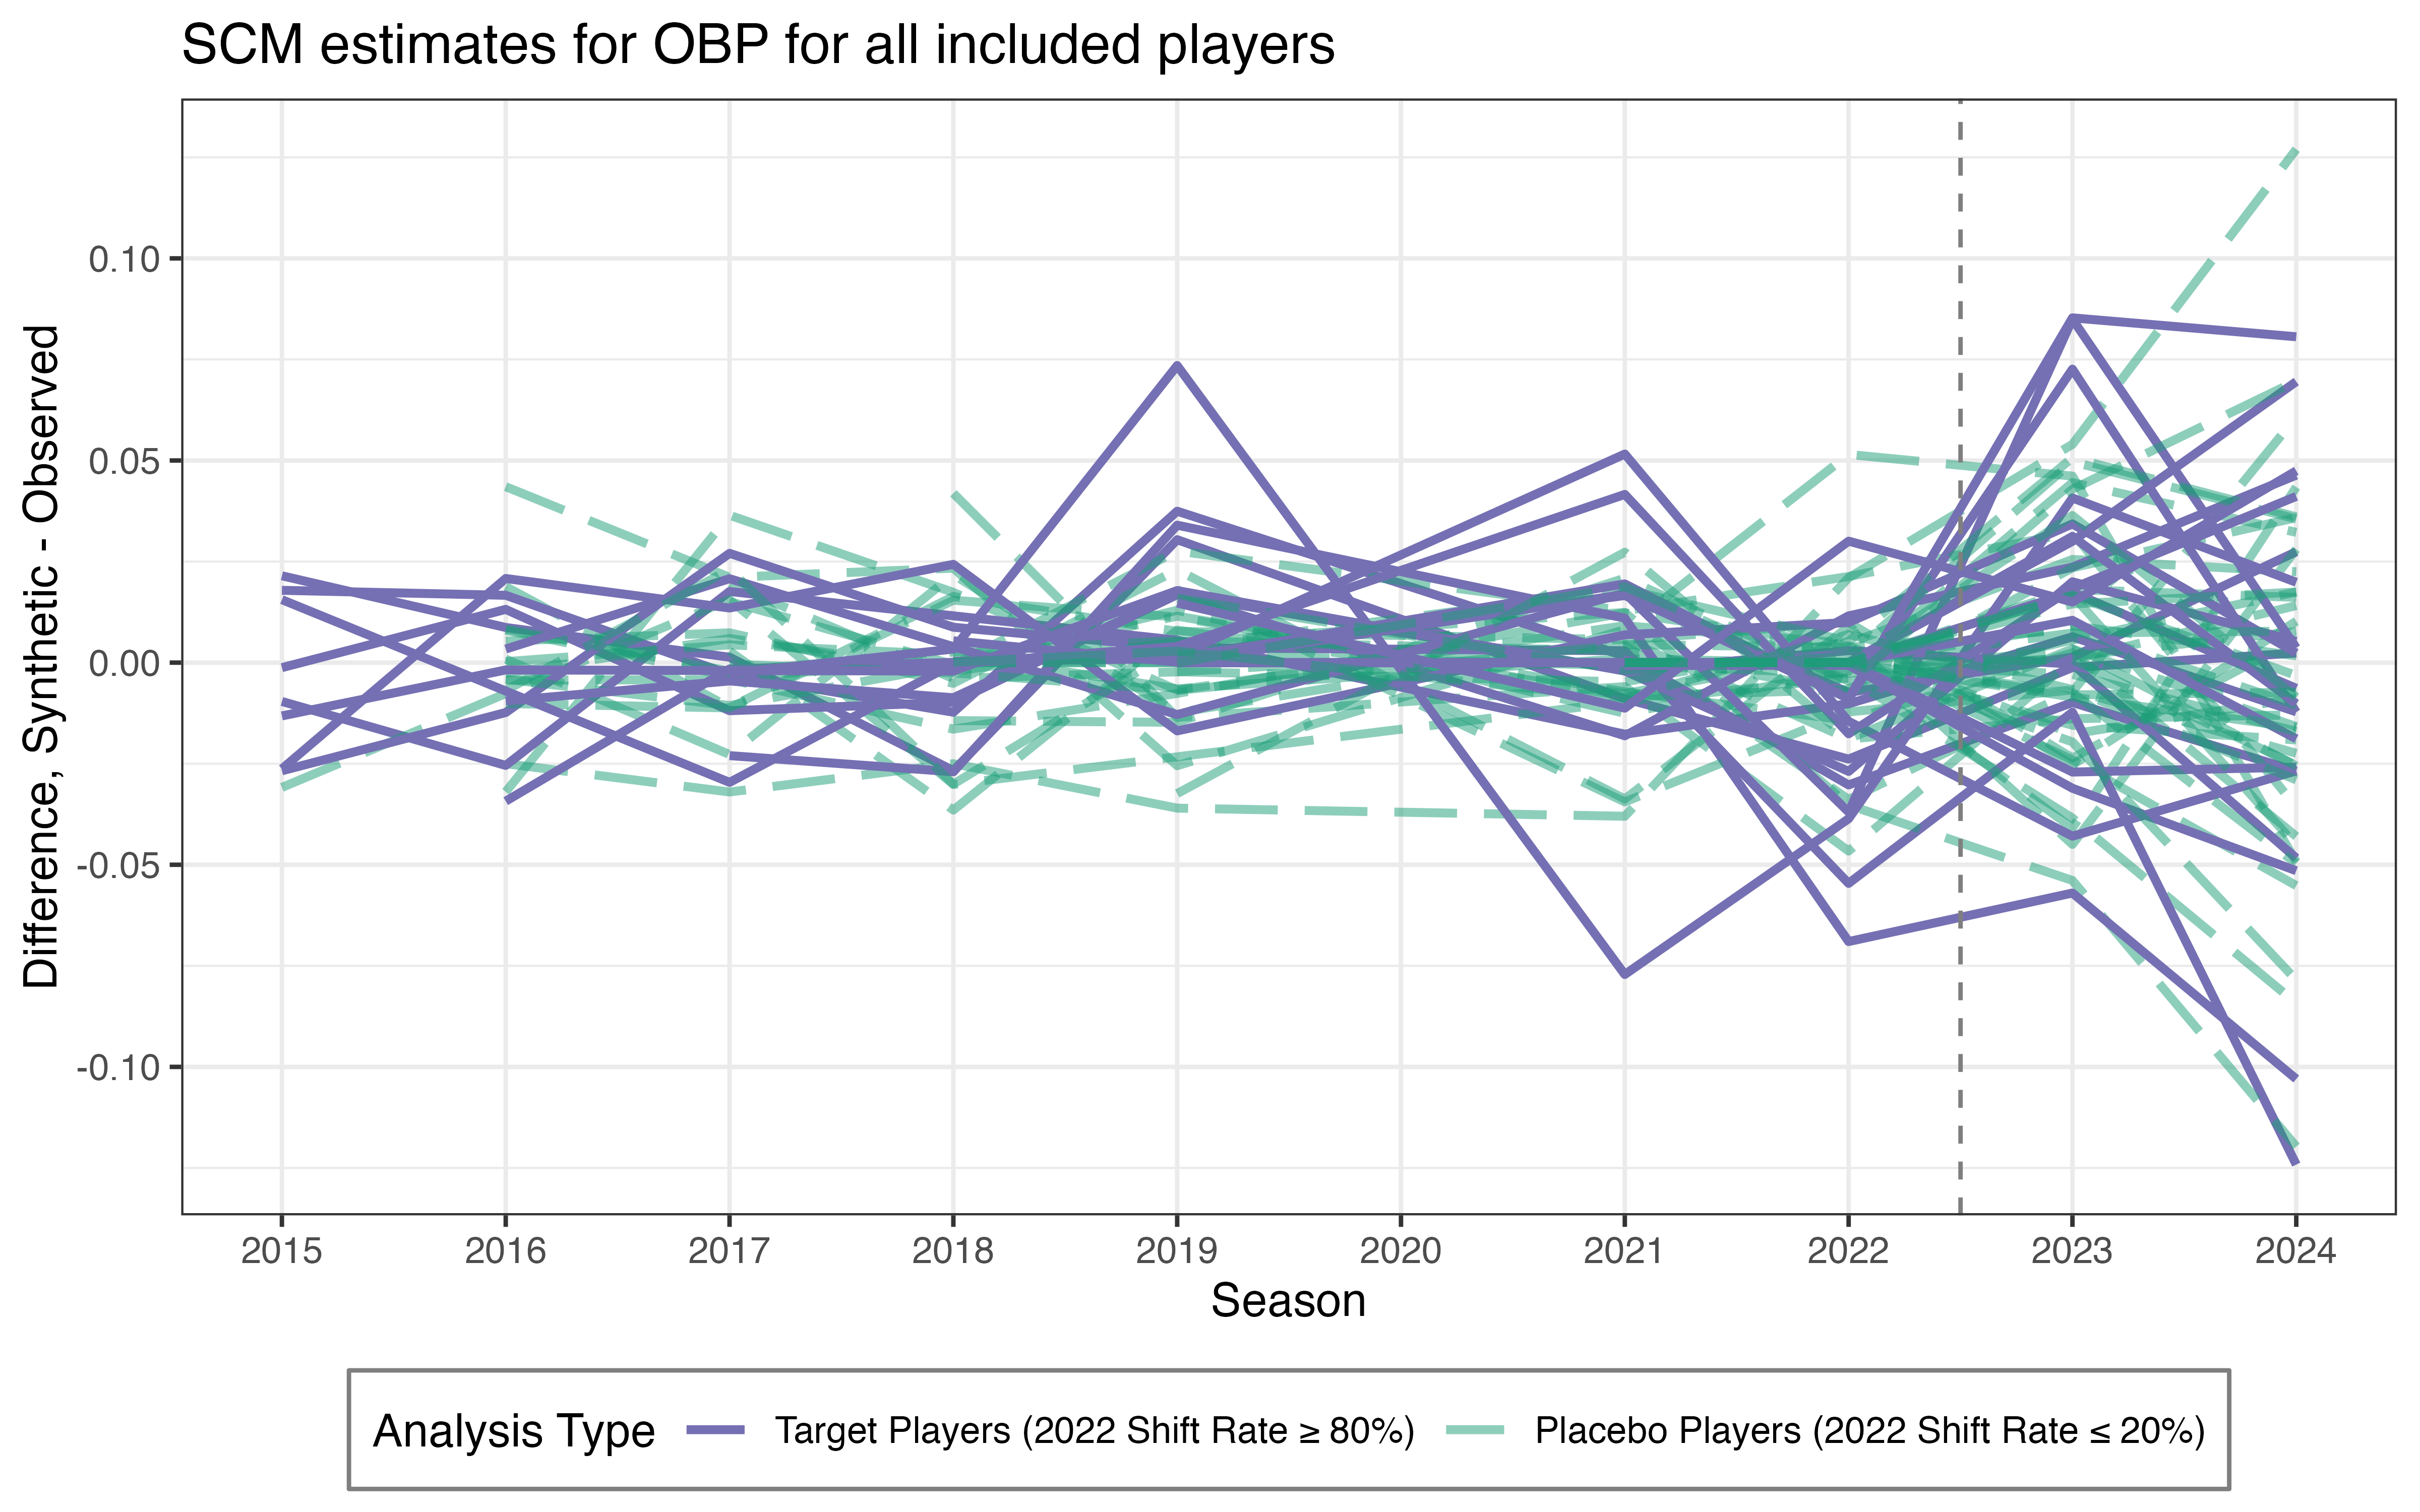 SCM estimates for OBP for all included players
Difference, Synthetic - Observed
0.10
0.05
0.00
-0.05
-0.10
2015 2016 2017 2018 2019 2020 2021 2022 2023 2024
Season
Analysis Type Target Players (2022 Shift Rate ≥ 80%) Placebo Players (2022 Shift Rate ≤ 20%)